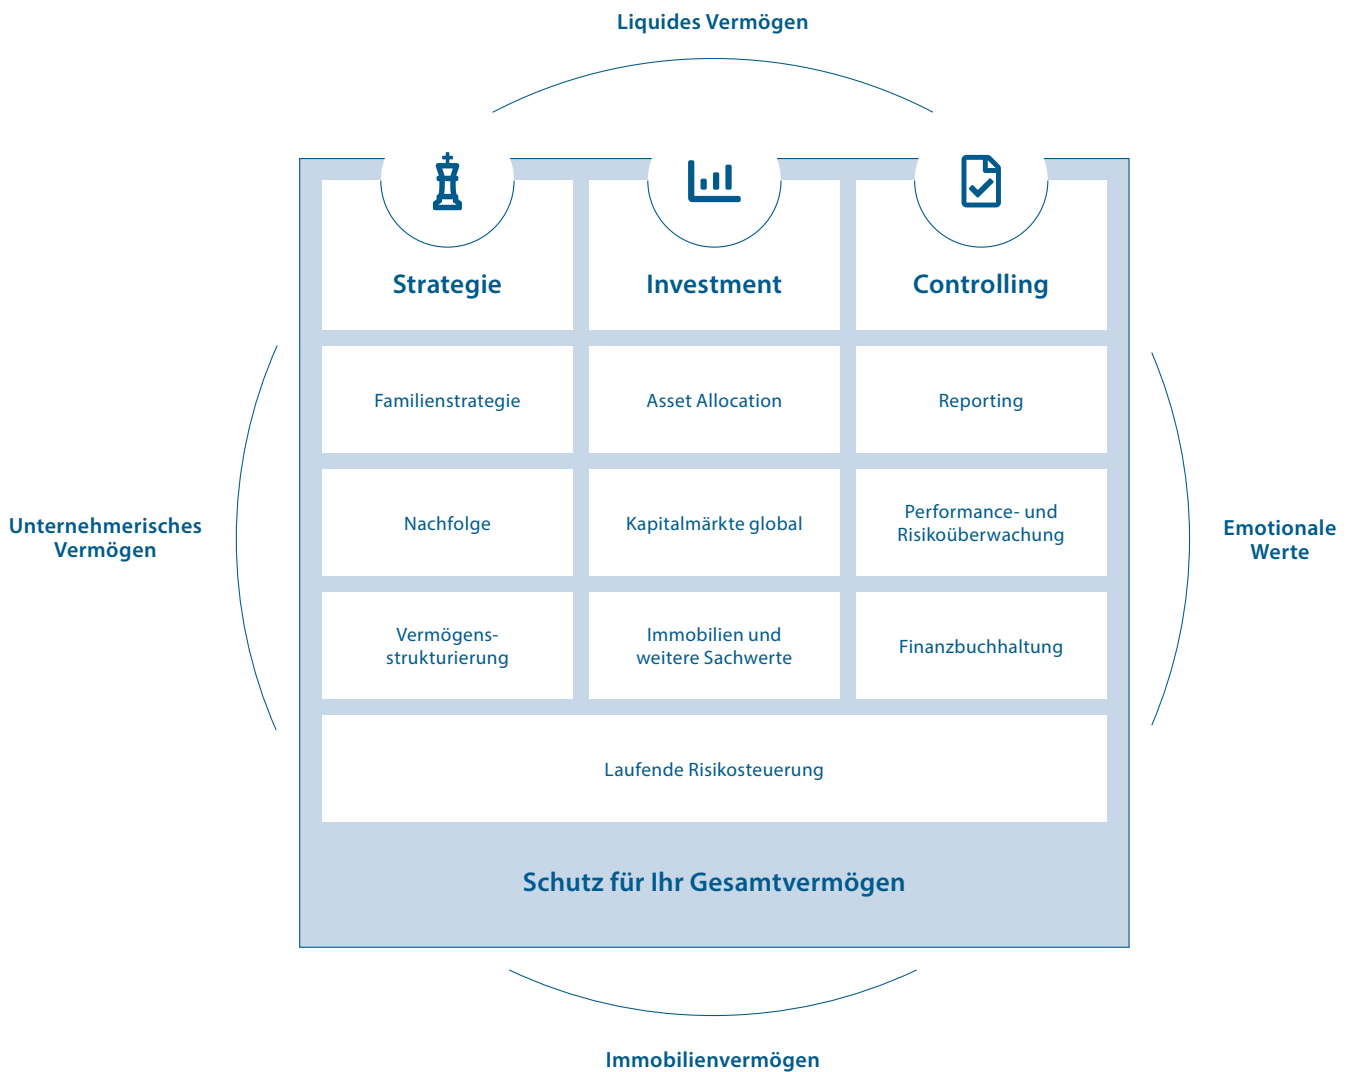 Liquides Vermögen
Strategie
Investment
Controlling
Familienstrategie
Asset Allocation
Reporting
Unternehmerisches
Vermögen
Nachfolge
Kapitalmärkte global
Performance- und
Risikoüberwachung
Emotionale
Werte
Vermögens-
strukturierung
Immobilien und
weitere Sachwerte
Finanzbuchhaltung
Laufende Risikosteuerung
Schutz für Ihr Gesamtvermögen
Immobilienvermögen